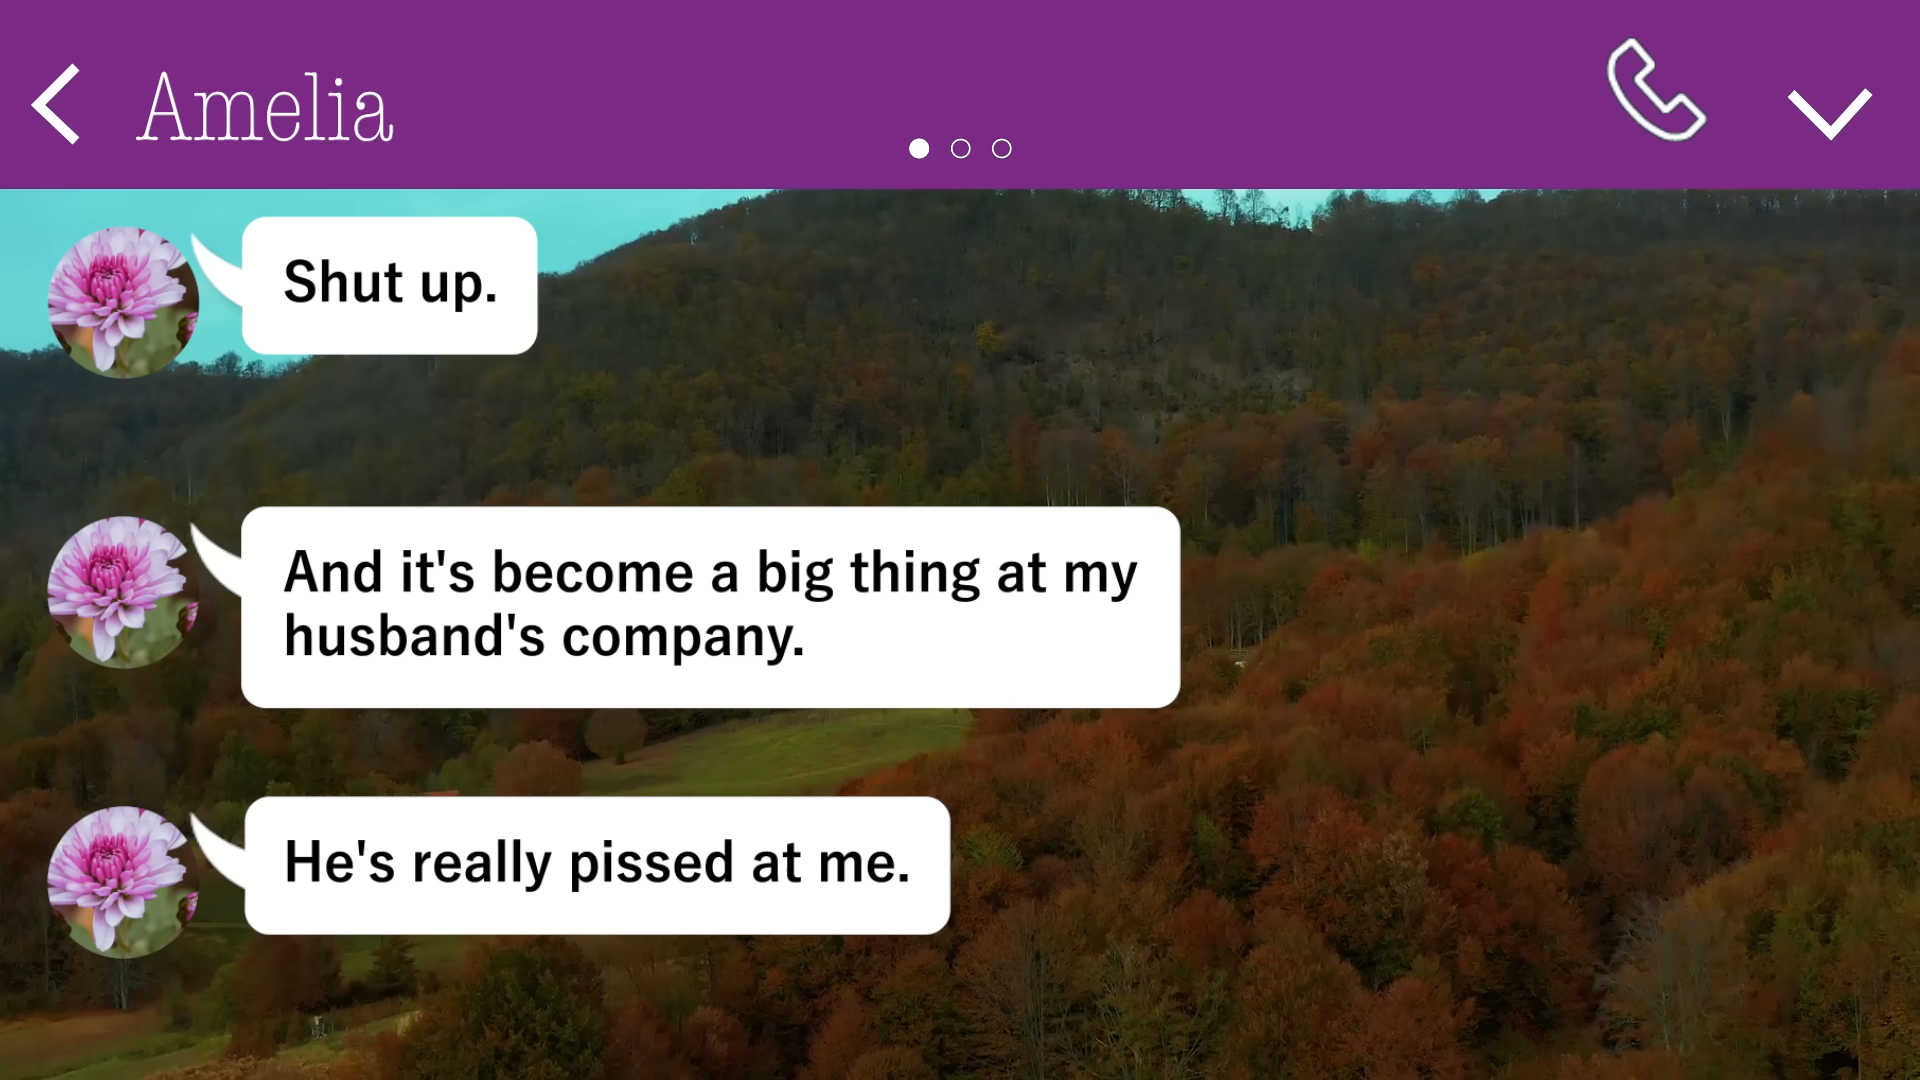 Amelia
Shut up.
And it's become a big thing at my
husband's company.
He's really pissed at me.